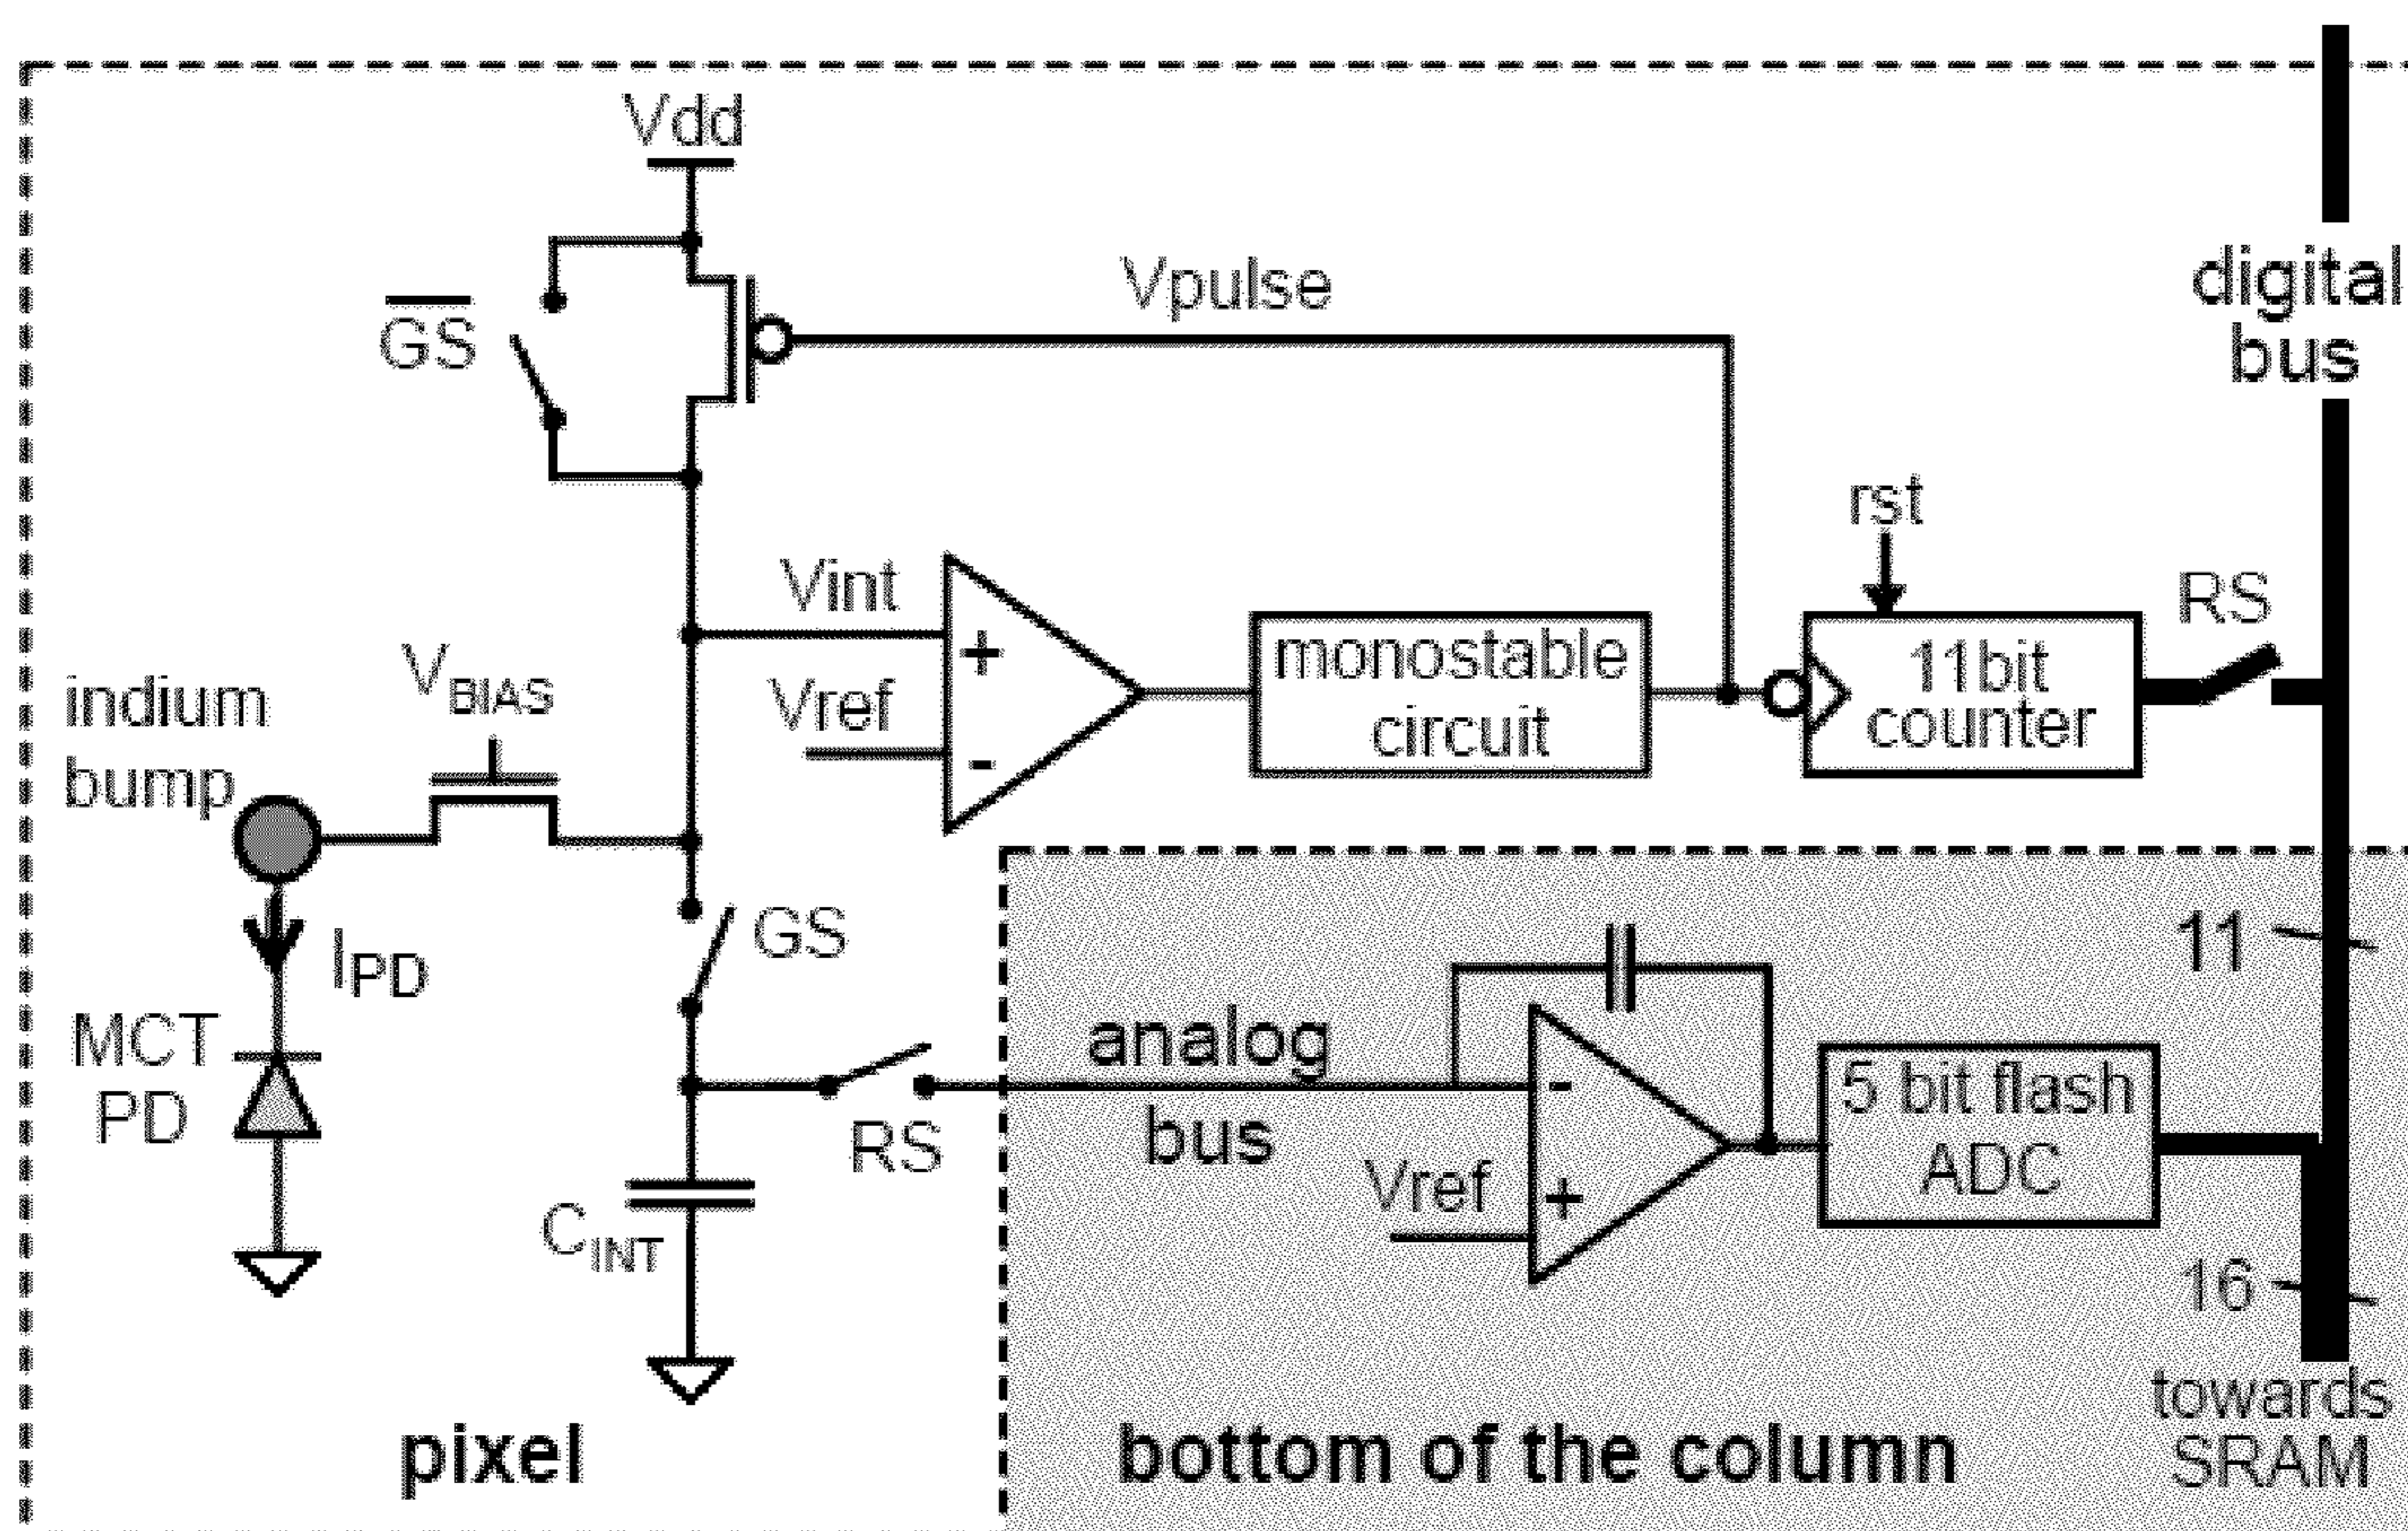 Vdd
G̅S̅
Vpulse
digital
bus
rst
RS
Vint
+
monostable
circuit
11bit
counter
Vref
-
indium
bump
VBIAS
GS
IPD
MCT
PD
RS
CINT
analog
bus
-
Vref
+
5 bit flash
ADC
11
16
towards
SRAM
pixel
bottom of the column